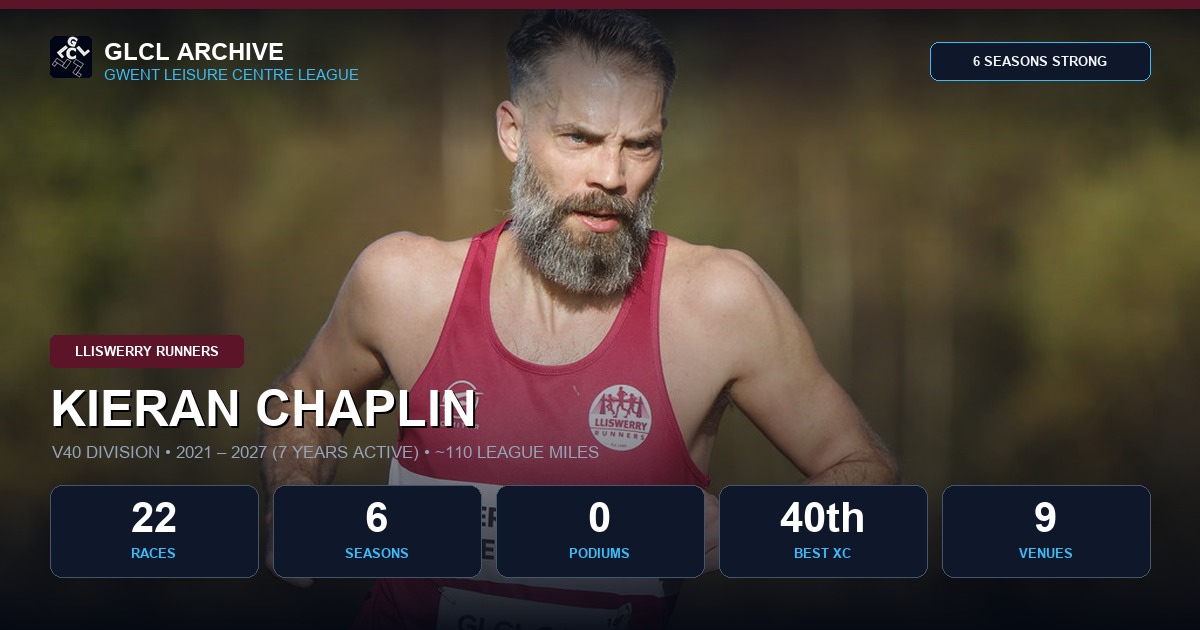 GLCL ARCHIVE
GWENT LEISURE CENTRE LEAGUE
6 SEASONS STRONG
LLISWERRY RUNNERS
KIERAN CHAPLIN
V40 DIVISION • 2021 – 2027 (7 YEARS ACTIVE) • ~110 LEAGUE MILES
LLISWERRY
RUNNERS
22
RACES
6
SEASONS
0
PODIUMS
40th
BEST XC
9
VENUES